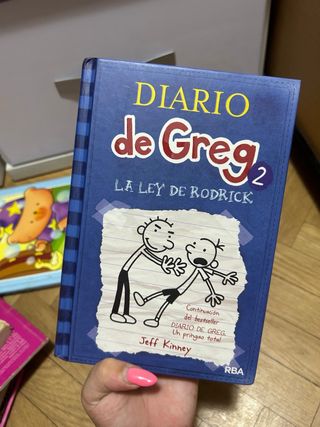 DIARIO
de Greg 2
LA LEY DE RODRICK
Continuación
del bestseller
DIARIO DE GREG.
Un pringao total
Jeff Kinney
RBA